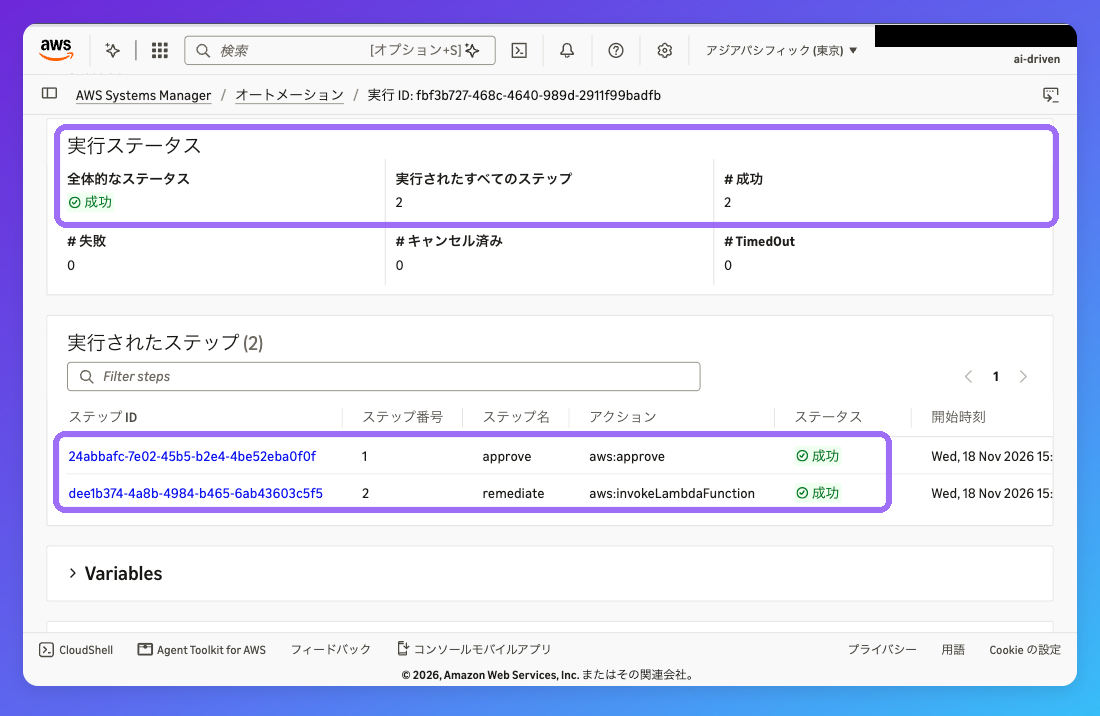 aws
検索
[オプション+S]
アジアパシフィック (東京) ▼
ai-driven
AWS Systems Manager / オートメーション / 実行 ID: fbf3b727-468c-4640-989d-2911f99badfb
実行ステータス
全体的なステータス
成功
実行されたすべてのステップ
2
# 成功
2
# 失敗
0
# キャンセル済み
0
# TimedOut
0
実行されたステップ (2)
Filter steps
1
ステップ ID ステップ番号 ステップ名 アクション ステータス 開始時刻
24abbafc-7e02-45b5-b2e4-4be52eba0f0f 1 approve aws:approve 成功 Wed, 18 Nov 2026 15:
dee1b374-4a8b-4984-b465-6ab43603c5f5 2 remediate aws:invokeLambdaFunction 成功 Wed, 18 Nov 2026 15:
Variables
CloudShell Agent Toolkit for AWS フィードバック コンソールモバイルアプリ プライバシー 用語 Cookie の設定
© 2026, Amazon Web Services, Inc. またはその関連会社。